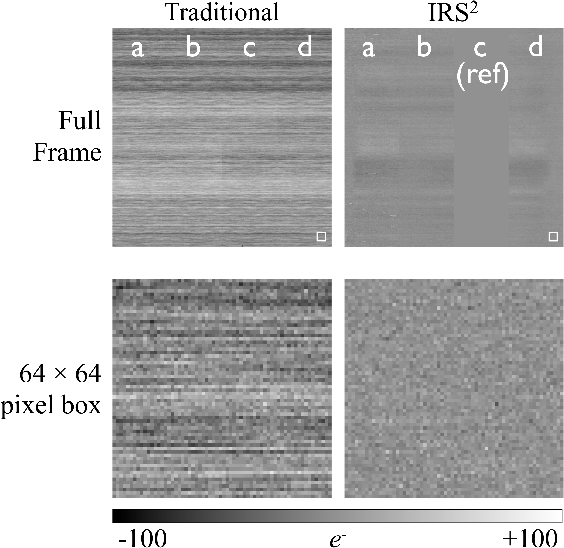 Traditional IRS²
a b c d a b c d
(ref)
Full
Frame
64 × 64
pixel box
-100 e⁻ +100